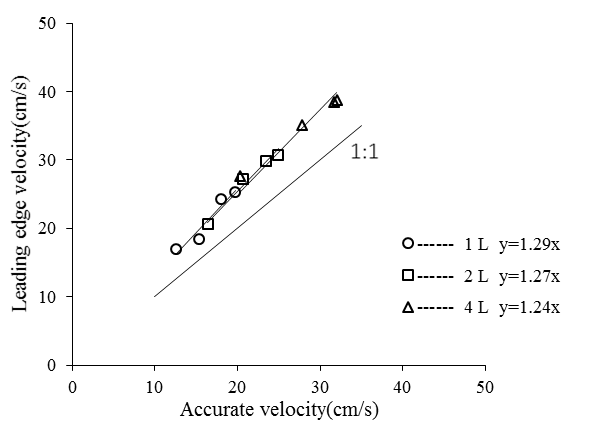 50
40
30
20
10
0
0 10 20 30 40 50
Leading edge velocity(cm/s)
Accurate velocity(cm/s)
1:1
------ 1 L y=1.29x
------ 2 L y=1.27x
------ 4 L y=1.24x